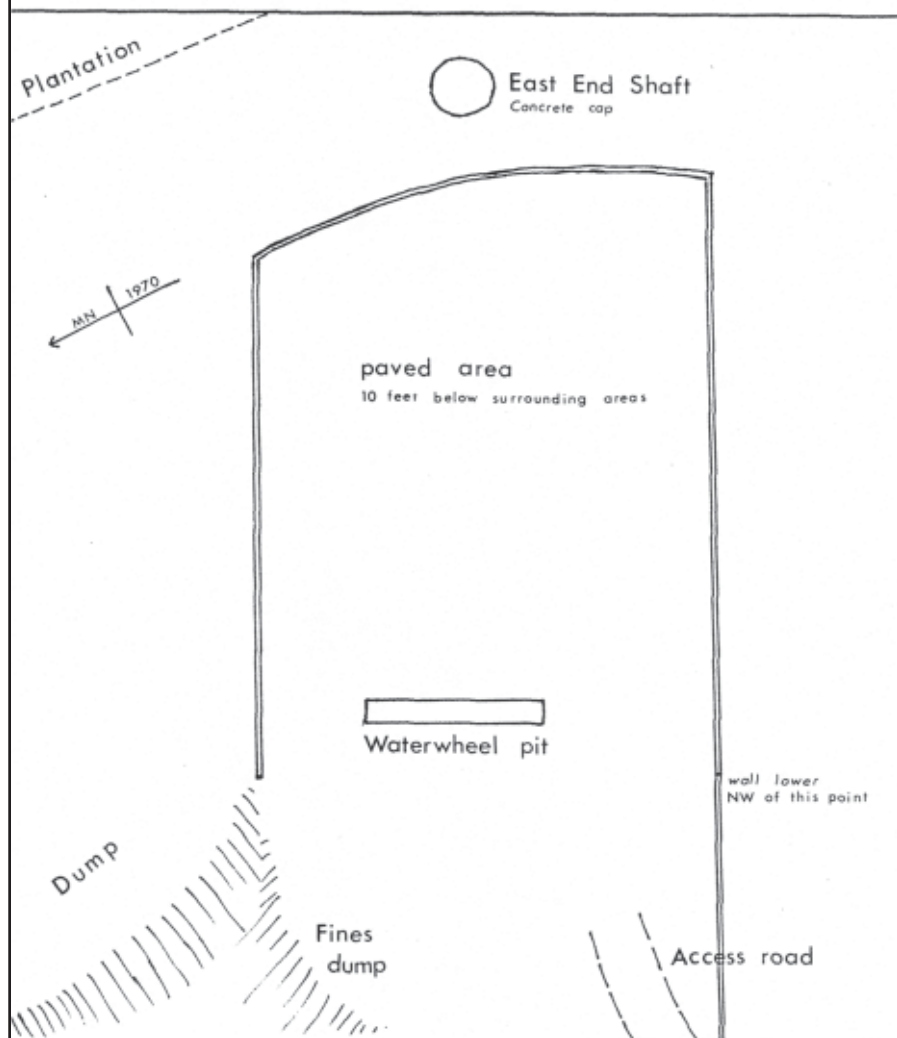 Plantation
East End Shaft
Concrete cap
MN 1970
paved area
10 feet below surrounding areas
Waterwheel pit
wall lower
NW of this point
Dump
Fines
dump
Access road